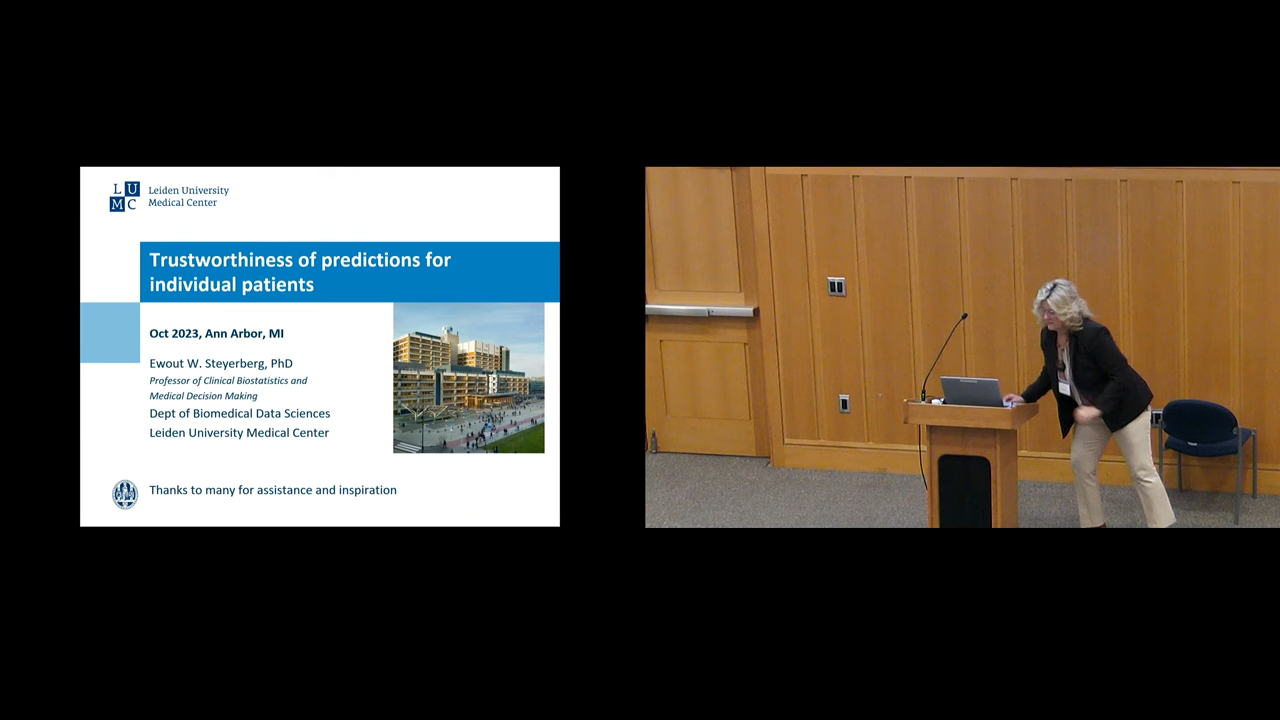 L U
M C
Leiden University
Medical Center
Trustworthiness of predictions for
individual patients
Oct 2023, Ann Arbor, MI
Ewout W. Steyerberg, PhD
Professor of Clinical Biostatistics and
Medical Decision Making
Dept of Biomedical Data Sciences
Leiden University Medical Center
Thanks to many for assistance and inspiration